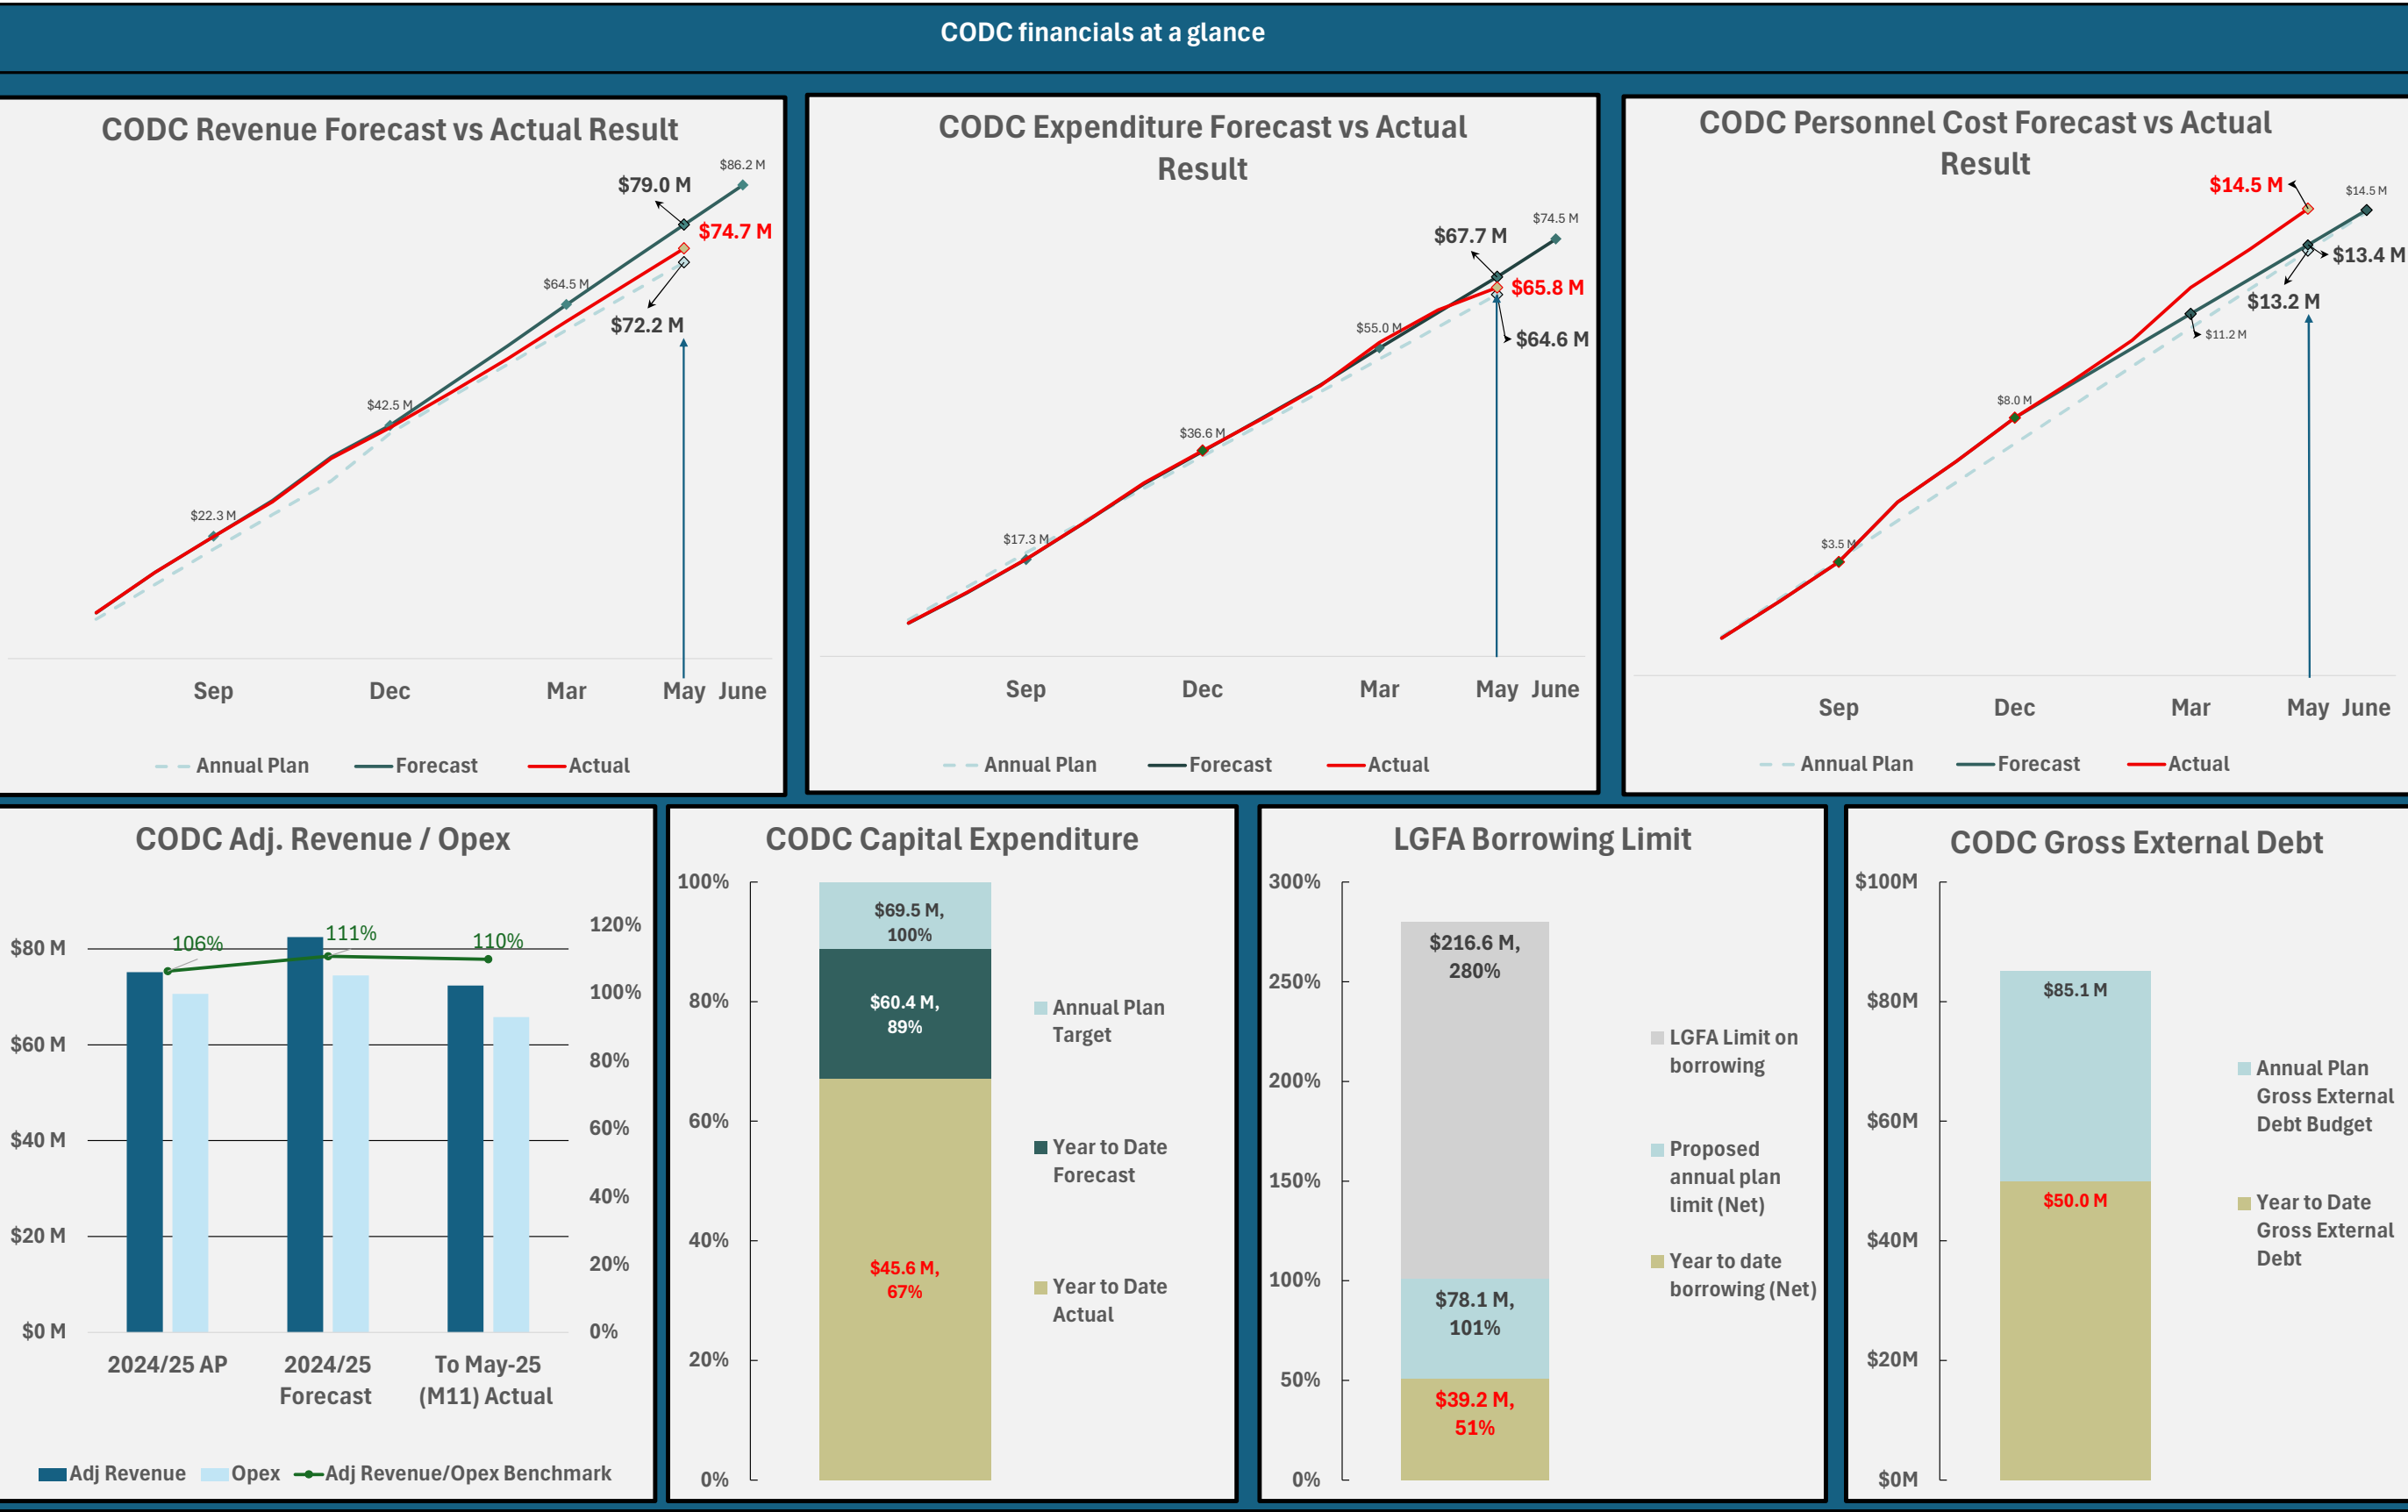 CODC financials at a glance
CODC Revenue Forecast vs Actual Result
$86.2 M
$79.0 M
$74.7 M
$64.5 M
$72.2 M
$42.5 M
$22.3 M
Sep Dec Mar May June
Annual Plan Forecast Actual
CODC Expenditure Forecast vs Actual
Result
$74.5 M
$67.7 M
$65.8 M
$55.0 M
$64.6 M
$36.6 M
$17.3 M
Sep Dec Mar May June
Annual Plan Forecast Actual
CODC Personnel Cost Forecast vs Actual
Result
$14.5 M
$14.5 M
$13.4 M
$13.2 M
$11.2 M
$8.0 M
$3.5 M
Sep Dec Mar May June
Annual Plan Forecast Actual
CODC Adj. Revenue / Opex
120%
106% 111% 110%
$80 M
100%
$60 M
80%
60%
$40 M
40%
$20 M
20%
$0 M
0%
2024/25 AP
2024/25
Forecast
To May-25
(M11) Actual
Adj Revenue Opex Adj Revenue/Opex Benchmark
CODC Capital Expenditure
100%
80%
60%
40%
20%
0%
$69.5 M,
100%
$60.4 M,
89%
$45.6 M,
67%
Annual Plan
Target
Year to Date
Forecast
Year to Date
Actual
LGFA Borrowing Limit
300%
250%
200%
150%
100%
50%
0%
$216.6 M,
280%
$78.1 M,
101%
$39.2 M,
51%
LGFA Limit on
borrowing
Proposed
annual plan
limit (Net)
Year to date
borrowing (Net)
CODC Gross External Debt
$100M
$80M
$60M
$40M
$20M
$0M
$85.1 M
$50.0 M
Annual Plan
Gross External
Debt Budget
Year to Date
Gross External
Debt